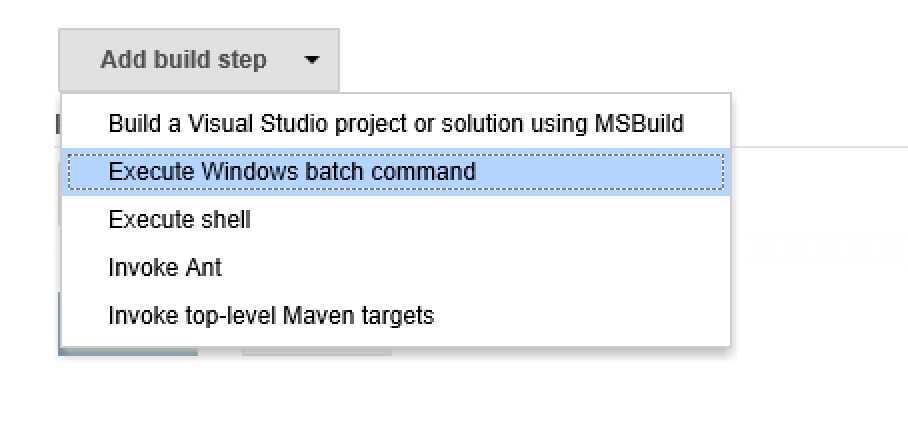 Add build step
Build a Visual Studio project or solution using MSBuild
Execute Windows batch command
Execute shell
Invoke Ant
Invoke top-level Maven targets